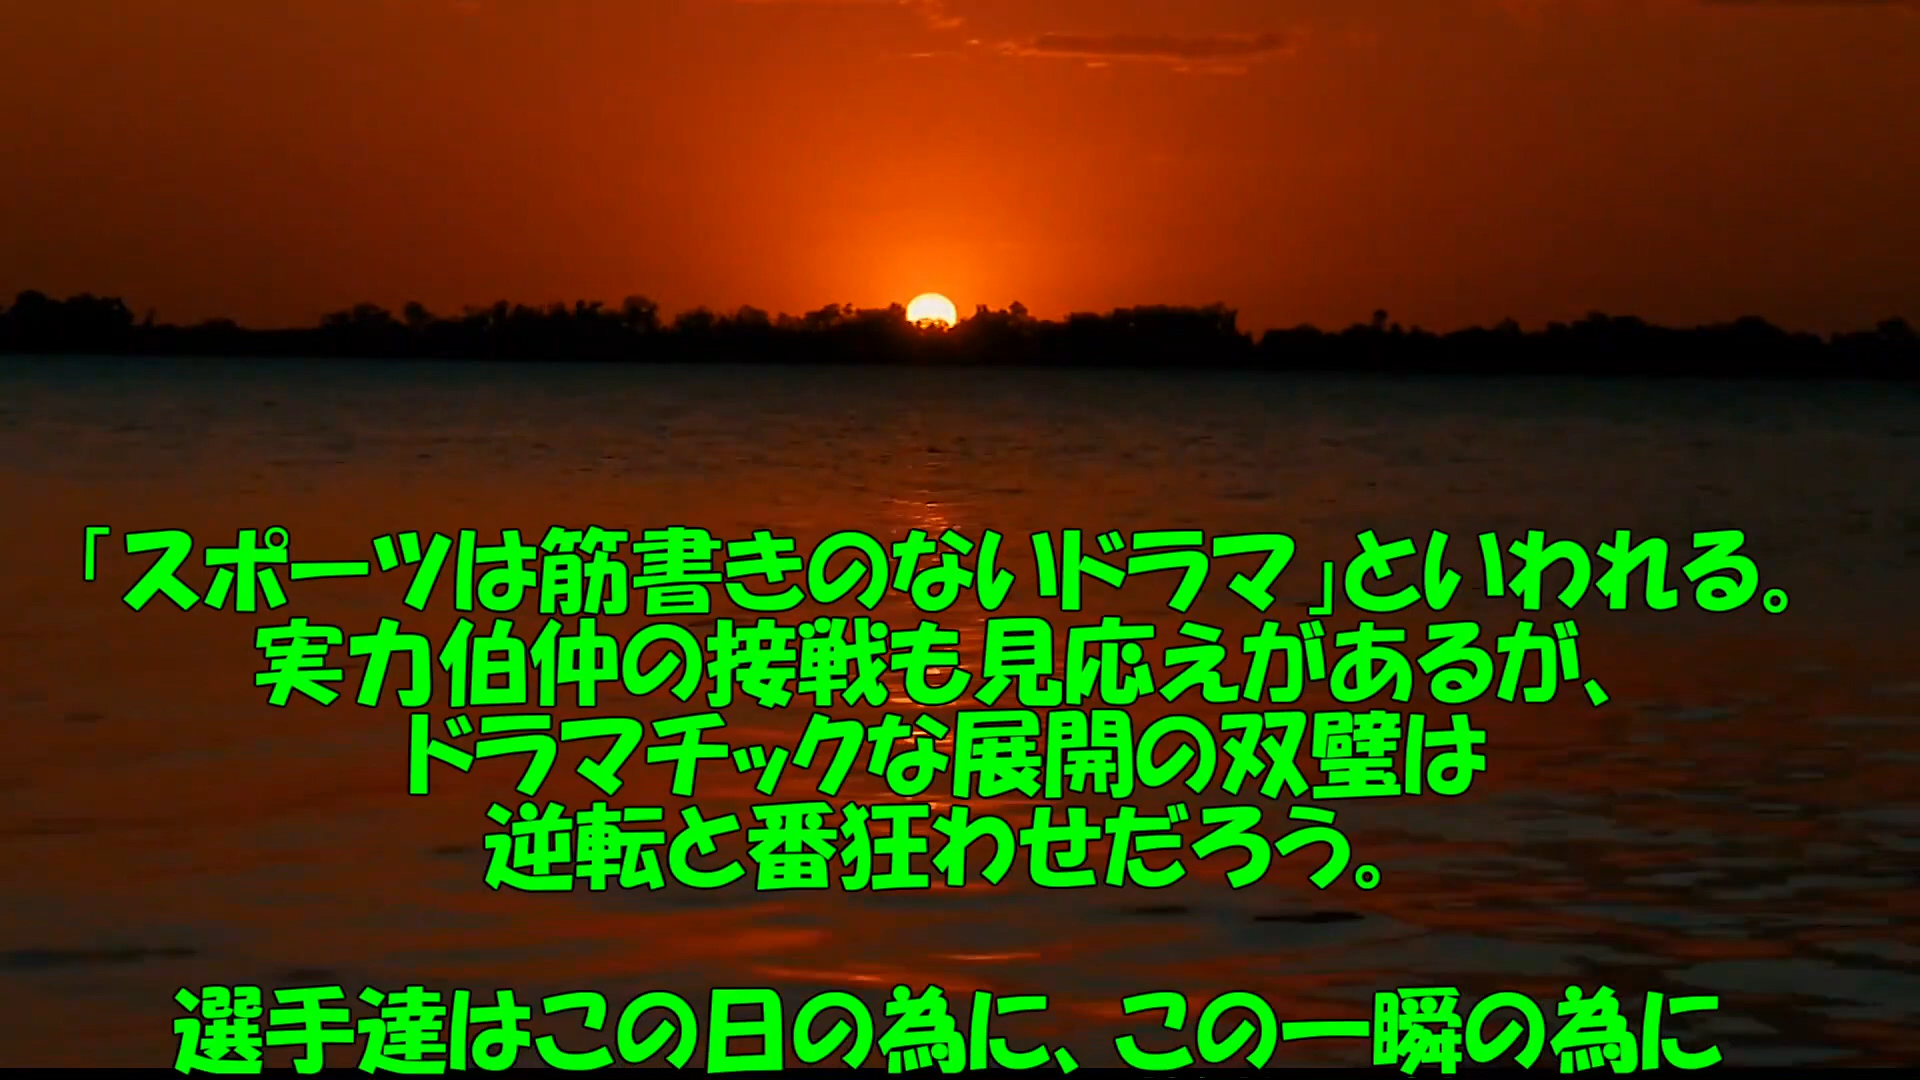 「スポーツは筋書きのないドラマ」といわれる。
実力伯仲の接戦も見応えがあるが、
ドラマチックな展開の双璧は
逆転と番狂わせだろう。
選手達はこの日の為に、この一瞬の為に